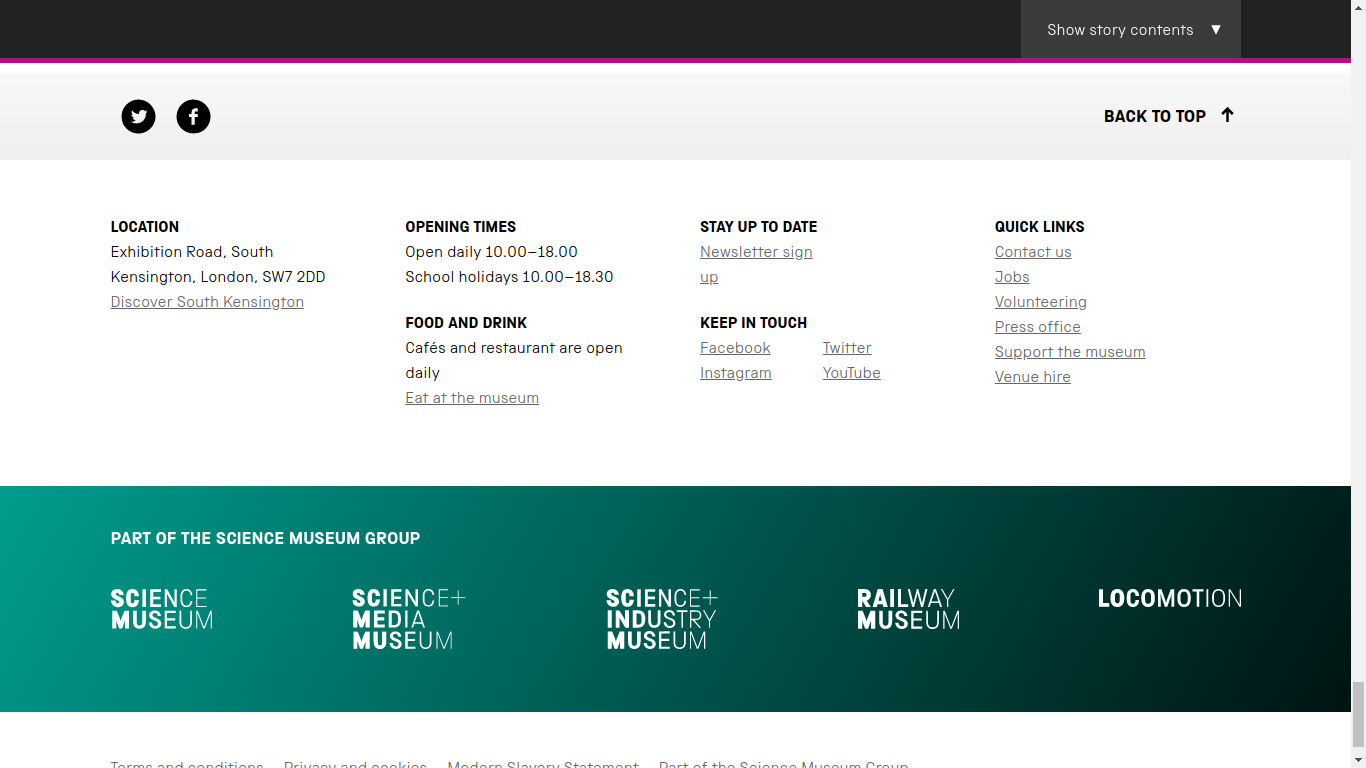 Show story contents ▼
BACK TO TOP
LOCATION
Exhibition Road, South
Kensington, London, SW7 2DD
Discover South Kensington
OPENING TIMES
Open daily 10.00–18.00
School holidays 10.00–18.30
FOOD AND DRINK
Cafés and restaurant are open
daily
Eat at the museum
STAY UP TO DATE
Newsletter sign
up
KEEP IN TOUCH
Facebook Twitter
Instagram YouTube
QUICK LINKS
Contact us
Jobs
Volunteering
Press office
Support the museum
Venue hire
PART OF THE SCIENCE MUSEUM GROUP
SCIENCE
MUSEUM
SCIENCE+
MEDIA
MUSEUM
SCIENCE+
INDUSTRY
MUSEUM
RAILWAY
MUSEUM
LOCOMOTION
Terms and conditions Privacy and cookies Modern Slavery Statement Part of the Science Museum Group